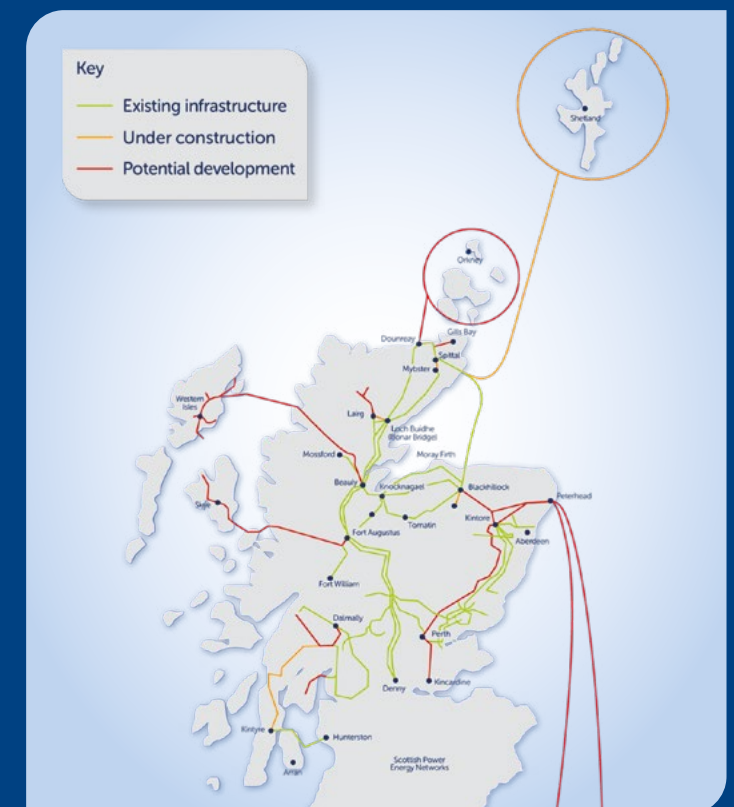 Key
Existing infrastructure
Under construction
Potential development
Shetland
Orkney
Gills Bay
Dounreay
Spittal
Mybster
Western
Isles
Lairg
Loch Buidhe
(Bonar Bridge)
Mossford
Moray Firth
Beauly
Knocknagael
Blackhillock
Peterhead
Skye
Tomatin
Kintore
Fort Augustus
Aberdeen
Fort William
Dalmally
Perth
Denny
Kincardine
Kintyre
Hunterston
Arran
Scottish Power
Energy Networks